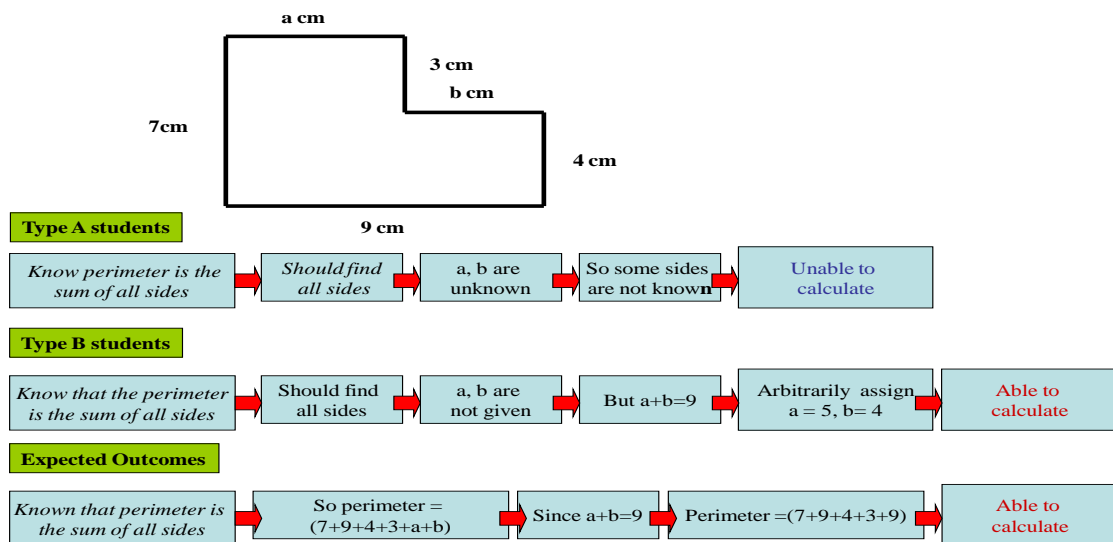 a cm
3 cm
b cm
7cm
4 cm
9 cm
Type A students
Know perimeter is the
sum of all sides
Should find
all sides
a, b are
unknown
So some sides
are not known
Unable to
calculate
Type B students
Know that the perimeter
is the sum of all sides
Should find
all sides
a, b are
not given
But a+b=9
Arbitrarily assign
a = 5, b= 4
Able to
calculate
Expected Outcomes
Known that perimeter is
the sum of all sides
So perimeter =
(7+9+4+3+a+b)
Since a+b=9
Perimeter =(7+9+4+3+9)
Able to
calculate